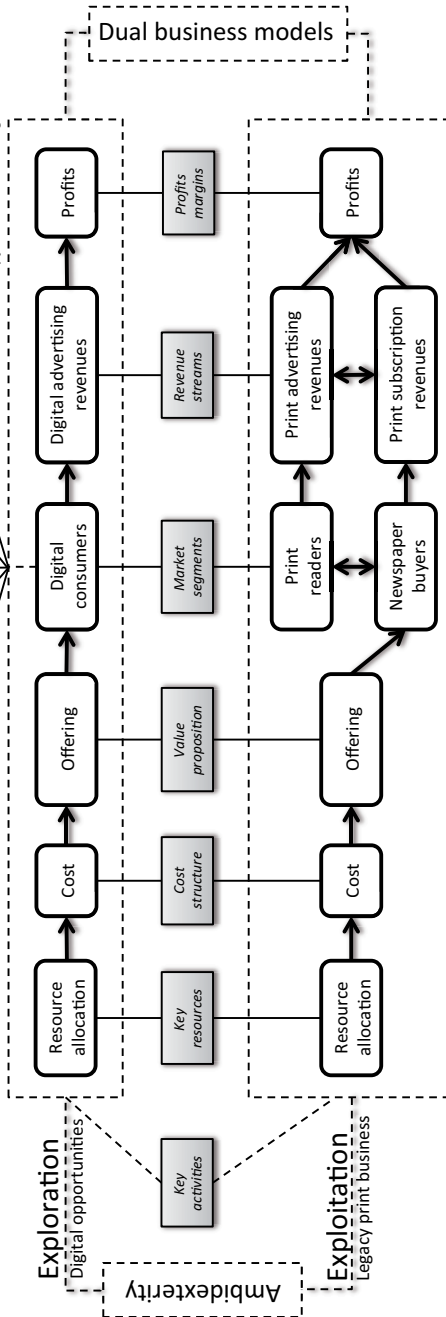 Dual business models
Exploration
Digital opportunities
Resource
allocation
Cost
Offering
Digital
consumers
Digital advertising
revenues
Profits
Key
activities
Key
resources
Cost
structure
Value
proposition
Market
segments
Revenue
streams
Profits
margins
Ambidexterity
Exploitation
Legacy print business
Resource
allocation
Cost
Offering
Print
readers
Newspaper
buyers
Print advertising
revenues
Print subscription
revenues
Profits